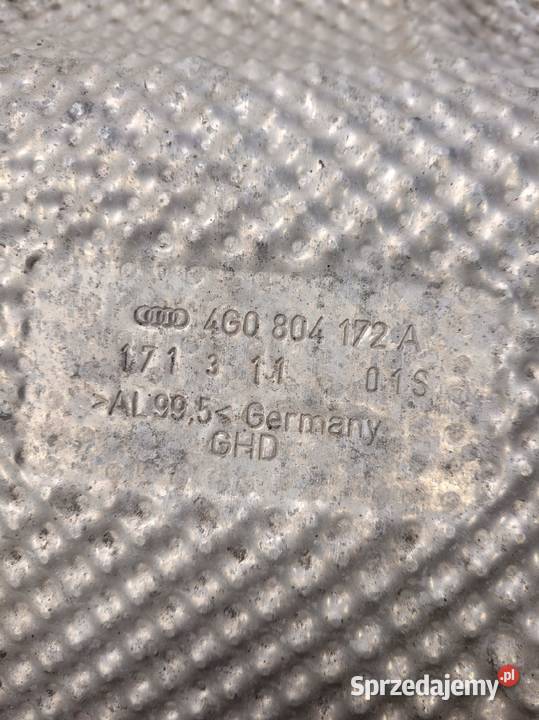 4G0 804 172 A
171 3 11 01S
>AL 99,5< Germany
GHD
Sprzedajemy.pl